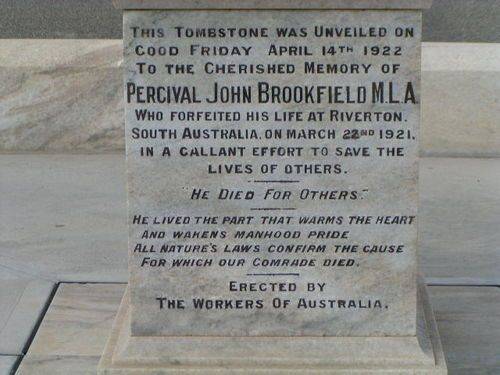 THIS TOMBSTONE WAS UNVEILED ON
GOOD FRIDAY APRIL 14TH 1922
TO THE CHERISHED MEMORY OF
PERCIVAL JOHN BROOKFIELD M.L.A.
WHO FORFEITED HIS LIFE AT RIVERTON.
SOUTH AUSTRALIA, ON MARCH 22ND 1921,
IN A GALLANT EFFORT TO SAVE THE
LIVES OF OTHERS.
"HE DIED FOR OTHERS."
HE LIVED THE PART THAT WARMS THE HEART
AND WAKENS MANHOOD PRIDE
ALL NATURE'S LAWS CONFIRM THE CAUSE
FOR WHICH OUR COMRADE DIED.
ERECTED BY
THE WORKERS OF AUSTRALIA.